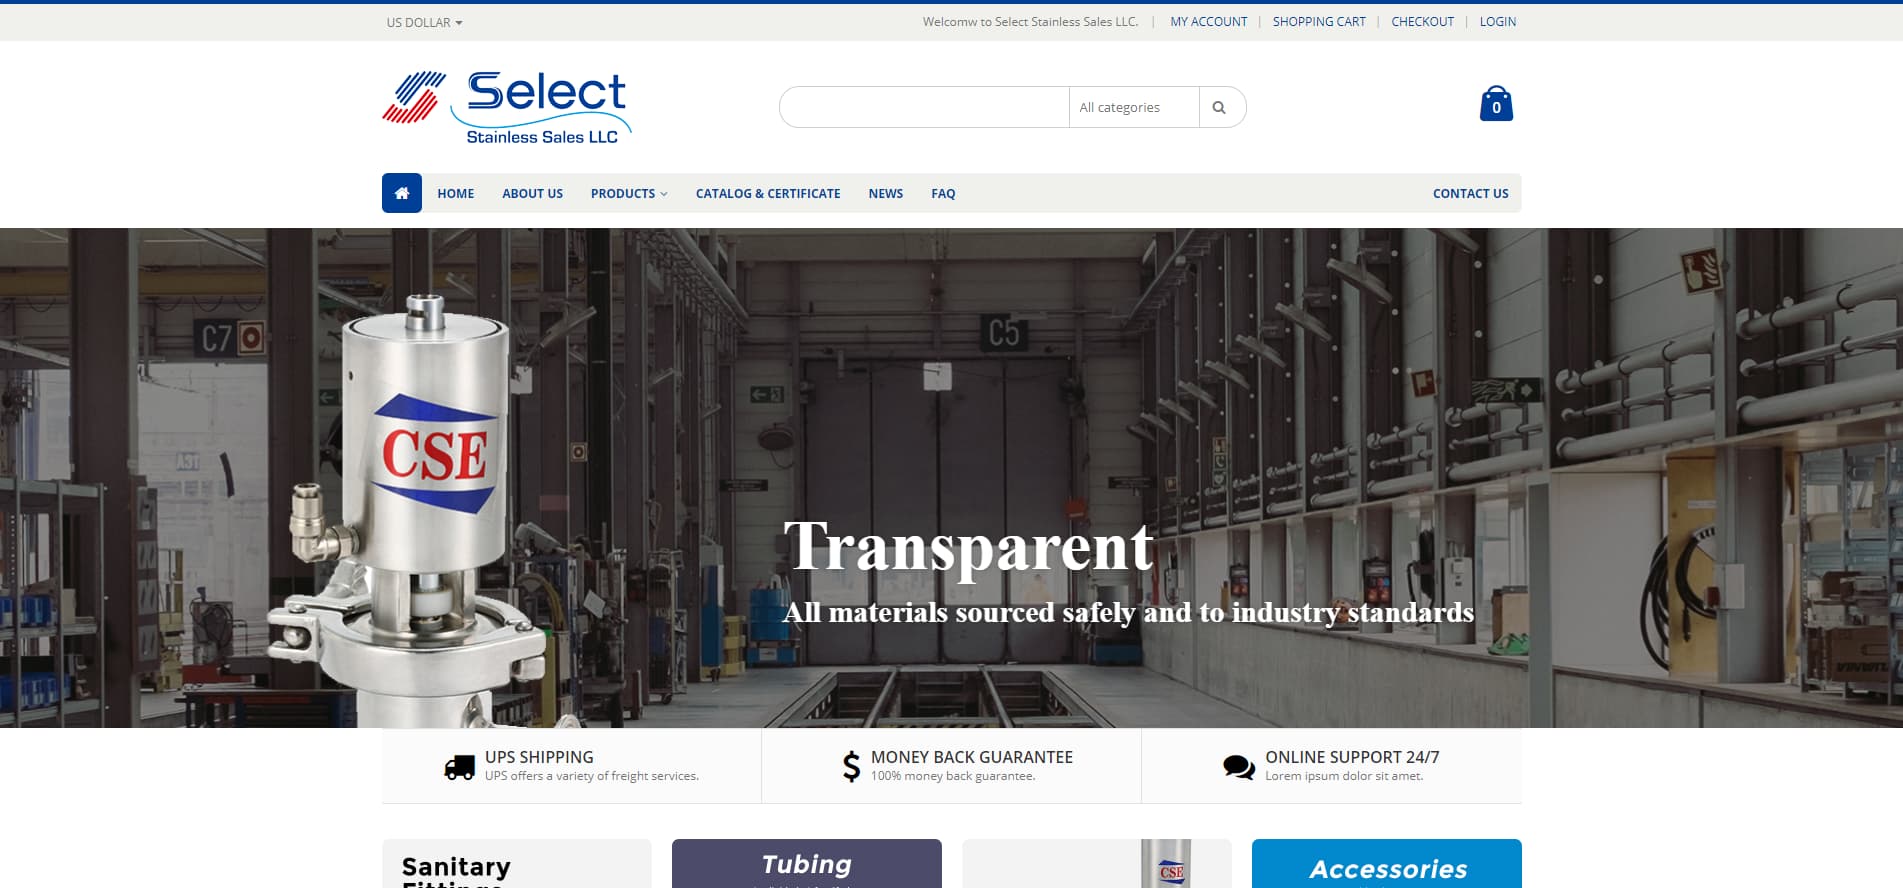 US DOLLAR
Welcomw to Select Stainless Sales LLC.
MY ACCOUNT
SHOPPING CART
CHECKOUT
LOGIN
Select
Stainless Sales LLC
All categories
0
HOME
ABOUT US
PRODUCTS
CATALOG & CERTIFICATE
NEWS
FAQ
CONTACT US
C7
C5
A3T
CSE
Transparent
All materials sourced safely and to industry standards
UPS SHIPPING
UPS offers a variety of freight services.
MONEY BACK GUARANTEE
100% money back guarantee.
ONLINE SUPPORT 24/7
Lorem ipsum dolor sit amet.
Sanitary
Fittings
Tubing
CSE
Accessories